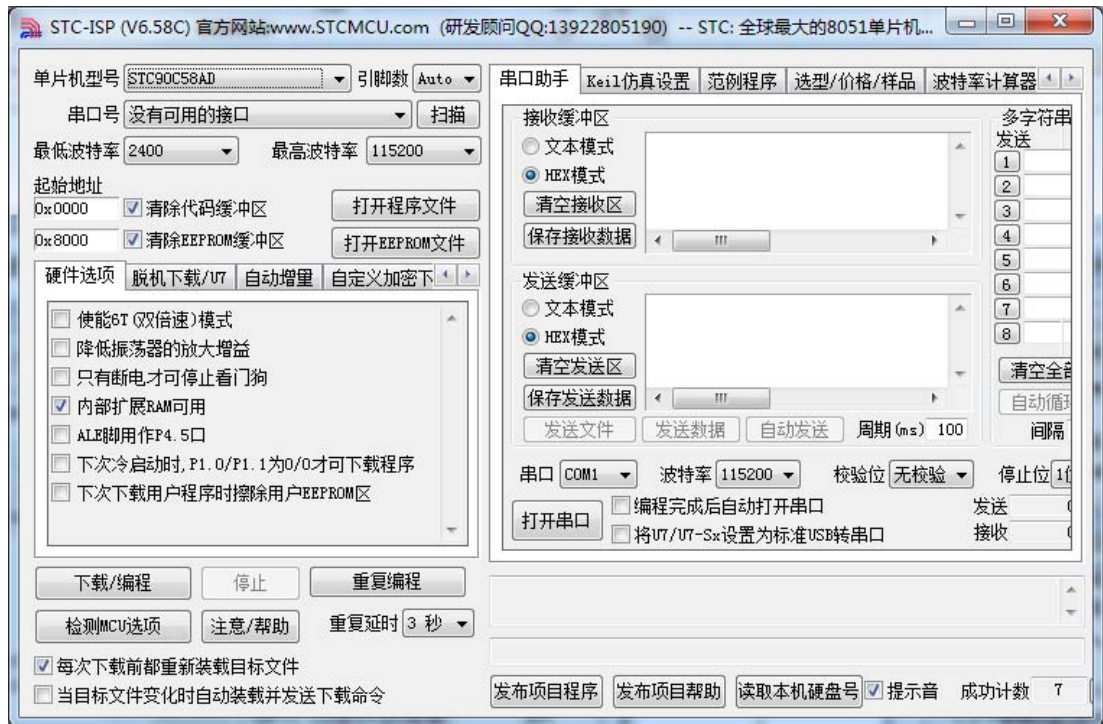 STC-ISP (V6.58C) 官方网站:www.STCMCU.com (研发顾问QQ:13922805190) -- STC: 全球最大的8051单片机...
单片机型号 STC90C58AD 引脚数 Auto
串口号 没有可用的接口 扫描
最低波特率 2400 最高波特率 115200
起始地址
0x0000 清除代码缓冲区 打开程序文件
0x8000 清除EEPROM缓冲区 打开EEPROM文件
硬件选项 脱机下载/U7 自动增量 自定义加密下
使能6T(双倍速)模式
降低振荡器的放大增益
只有断电才可停止看门狗
内部扩展RAM可用
ALE脚用作P4.5口
下次冷启动时,P1.0/P1.1为0/0才可下载程序
下次下载用户程序时擦除用户EEPROM区
下载/编程 停止 重复编程
检测MCU选项 注意/帮助 重复延时 3 秒
每次下载前都重新装载目标文件
当目标文件变化时自动装载并发送下载命令
串口助手 Keil仿真设置 范例程序 选型/价格/样品 波特率计算器
接收缓冲区
文本模式
HEX模式
清空接收区
保存接收数据
发送缓冲区
文本模式
HEX模式
清空发送区
保存发送数据
发送文件 发送数据 自动发送 周期(ms) 100
多字符串
发送
1
2
3
4
5
6
7
8
清空全部
自动循环
间隔
串口 COM1 波特率 115200 校验位 无校验 停止位 1位
打开串口 编程完成后自动打开串口 发送 0
将U7/U7-Sx设置为标准USB转串口 接收 0
发布项目程序 发布项目帮助 读取本机硬盘号 提示音 成功计数 7